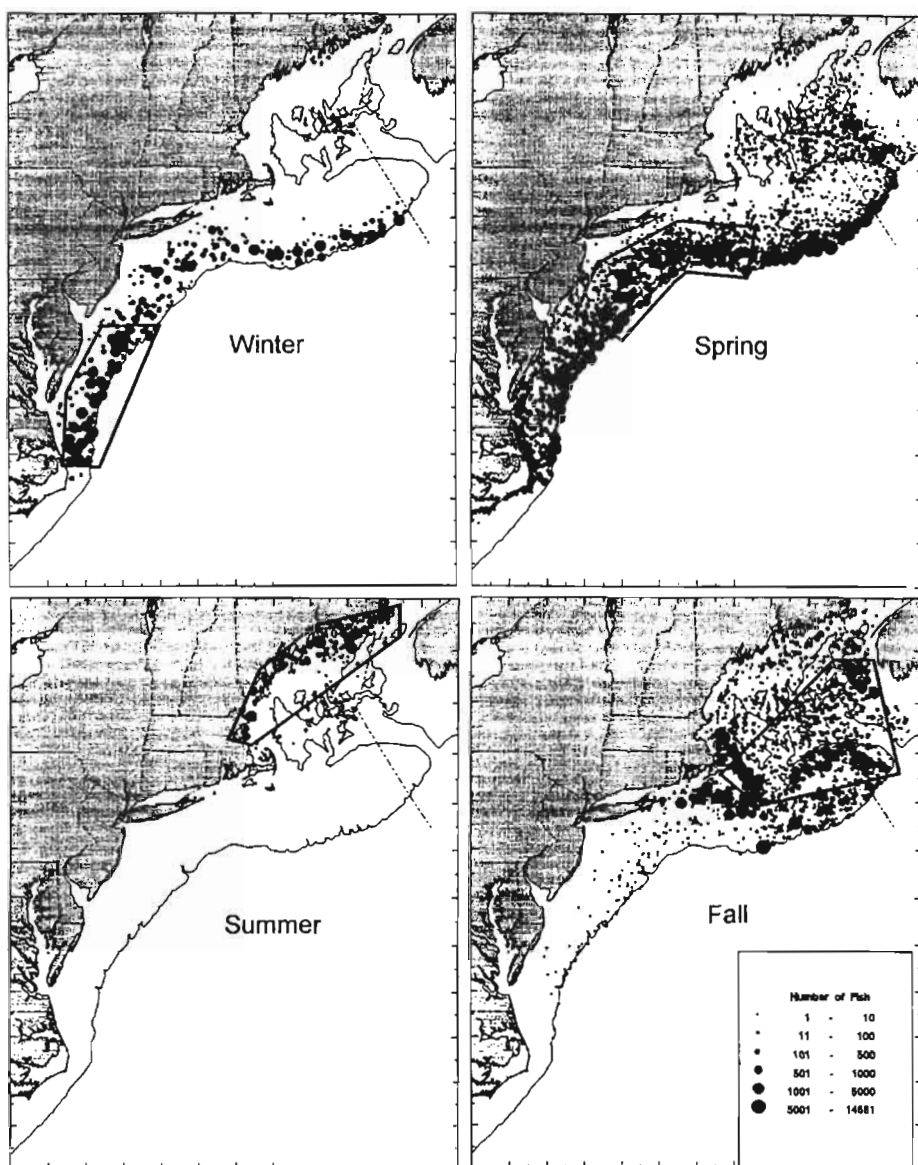 Winter
Spring
Summer
Fall
Number of Fish
1 - 10
11 - 100
101 - 500
501 - 1000
1001 - 5000
5001 - 14681